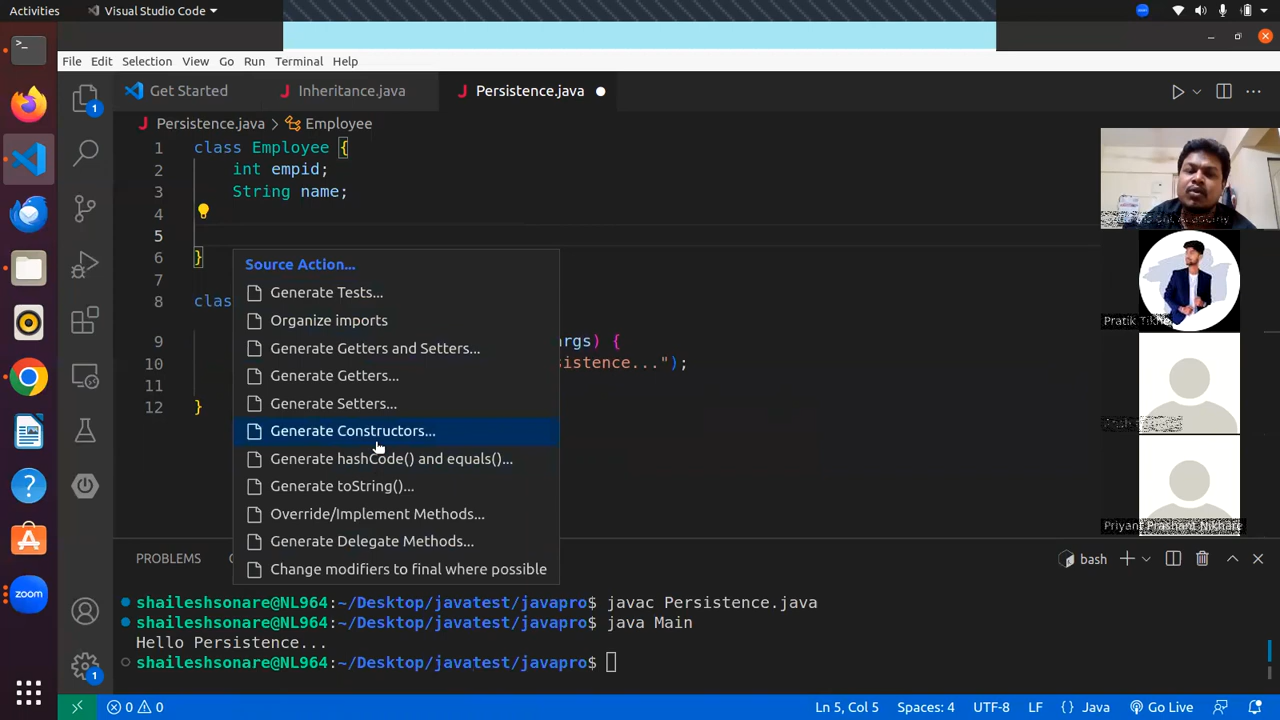 Activities
Visual Studio Code
File Edit Selection View Go Run Terminal Help
Get Started
Inheritance.java
Persistence.java
Persistence.java > Employee
1 class Employee {
2 int empid;
3 String name;
4
5
6 }
7
8 clas
9 args) {
10 sistence...");
11
12 }
Source Action...
Generate Tests...
Organize imports
Generate Getters and Setters...
Generate Getters...
Generate Setters...
Generate Constructors...
Generate hashCode() and equals()...
Generate toString()...
Override/Implement Methods...
Generate Delegate Methods...
Change modifiers to final where possible
Academy
Pratik Tikhe
Priyant Prashant Nikhare
PROBLEMS
bash
shaileshsonare@NL964:~/Desktop/javatest/javapro$ javac Persistence.java
shaileshsonare@NL964:~/Desktop/javatest/javapro$ java Main
Hello Persistence...
shaileshsonare@NL964:~/Desktop/javatest/javapro$
zoom
1
1
0 0
Ln 5, Col 5
Spaces: 4
UTF-8
LF
{ } Java
Go Live